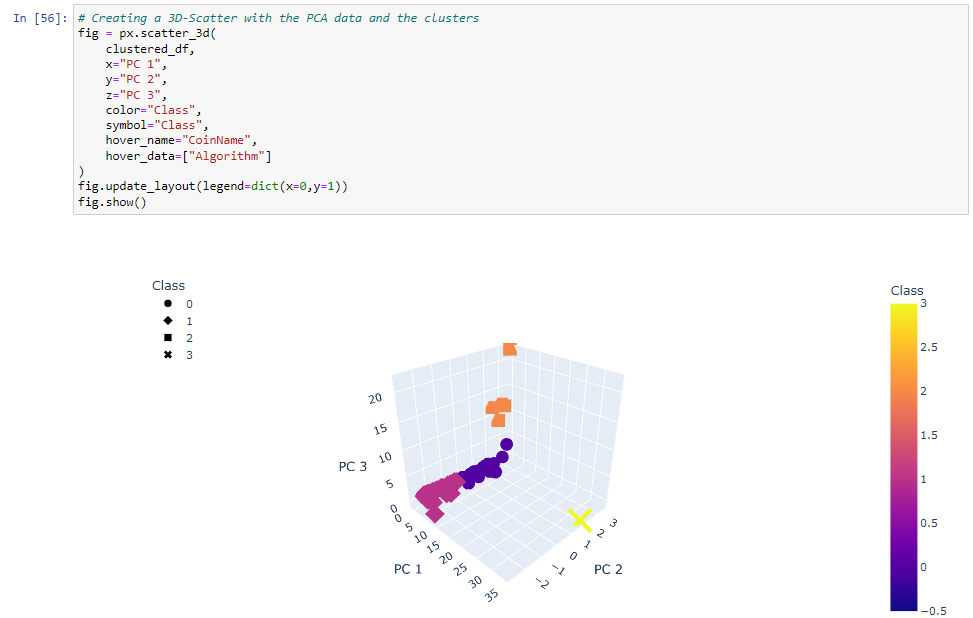 In [56]: # Creating a 3D-Scatter with the PCA data and the clusters
fig = px.scatter_3d(
    clustered_df,
    x="PC 1",
    y="PC 2",
    z="PC 3",
    color="Class",
    symbol="Class",
    hover_name="CoinName",
    hover_data=["Algorithm"]
)
fig.update_layout(legend=dict(x=0,y=1))
fig.show()
Class
0
1
2
3
20
15
10
5
0
PC 3
0
5
10
15
20
25
30
35
PC 1
3
2
1
0
−1
−2
PC 2
Class
3
2.5
2
1.5
1
0.5
0
−0.5